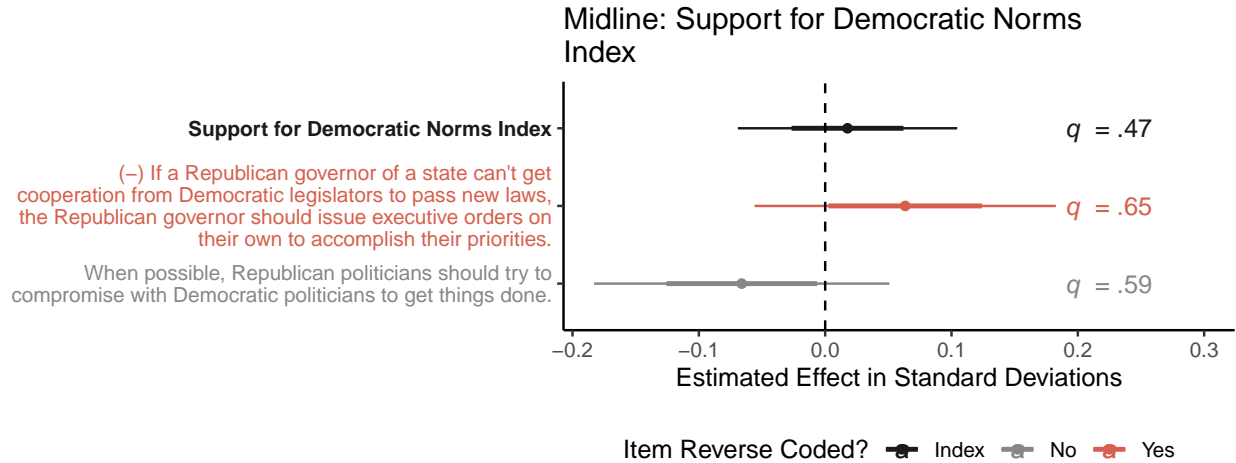 Midline: Support for Democratic Norms
Index
Support for Democratic Norms Index
q = .47
(−) If a Republican governor of a state can't get
cooperation from Democratic legislators to pass new laws,
the Republican governor should issue executive orders on
their own to accomplish their priorities.
q = .65
When possible, Republican politicians should try to
compromise with Democratic politicians to get things done.
q = .59
−0.2 −0.1 0.0 0.1 0.2 0.3
Estimated Effect in Standard Deviations
Item Reverse Coded? a Index a No a Yes